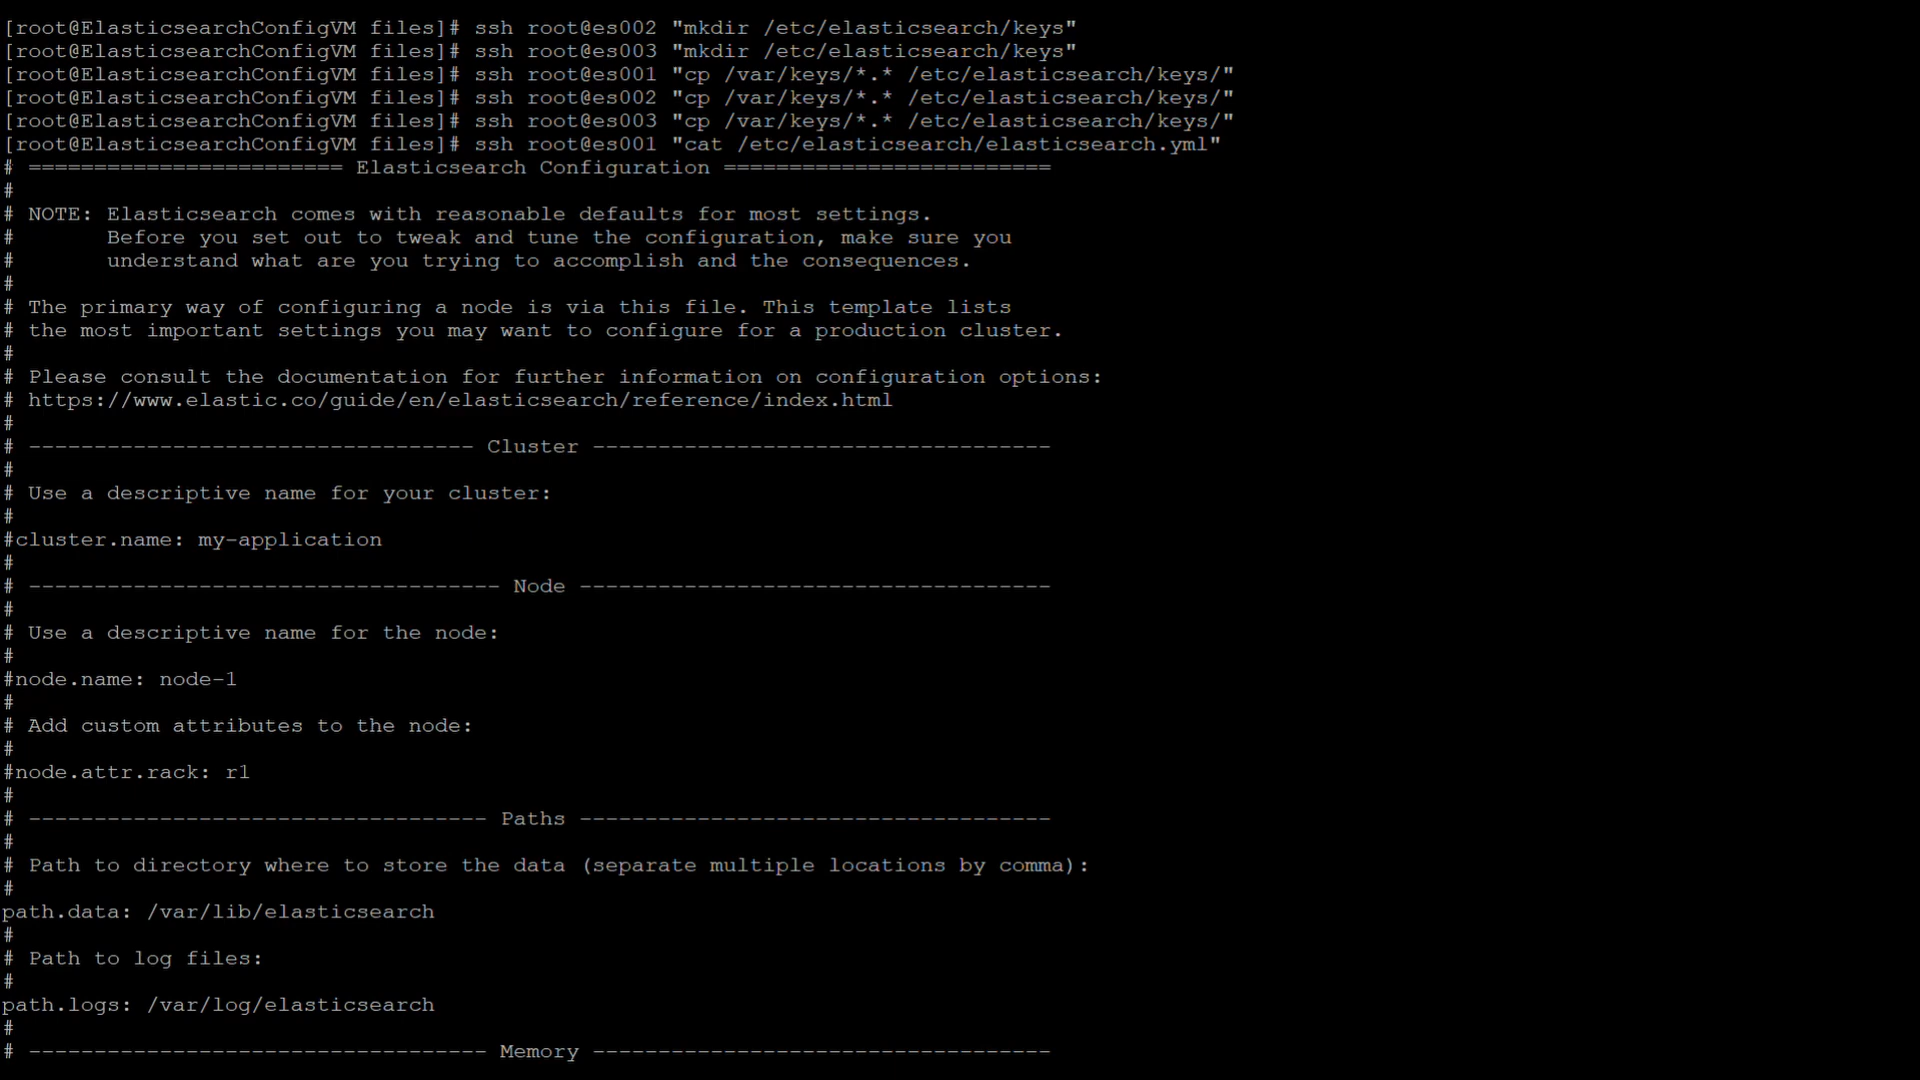 [root@ElasticsearchConfigVM files]# ssh root@es002 "mkdir /etc/elasticsearch/keys"
[root@ElasticsearchConfigVM files]# ssh root@es003 "mkdir /etc/elasticsearch/keys"
[root@ElasticsearchConfigVM files]# ssh root@es001 "cp /var/keys/*.* /etc/elasticsearch/keys/"
[root@ElasticsearchConfigVM files]# ssh root@es002 "cp /var/keys/*.* /etc/elasticsearch/keys/"
[root@ElasticsearchConfigVM files]# ssh root@es003 "cp /var/keys/*.* /etc/elasticsearch/keys/"
[root@ElasticsearchConfigVM files]# ssh root@es001 "cat /etc/elasticsearch/elasticsearch.yml"
# ======================== Elasticsearch Configuration =========================
#
# NOTE: Elasticsearch comes with reasonable defaults for most settings.
#       Before you set out to tweak and tune the configuration, make sure you
#       understand what are you trying to accomplish and the consequences.
#
# The primary way of configuring a node is via this file. This template lists
# the most important settings you may want to configure for a production cluster.
#
# Please consult the documentation for further information on configuration options:
# https://www.elastic.co/guide/en/elasticsearch/reference/index.html
#
# ---------------------------------- Cluster -----------------------------------
#
# Use a descriptive name for your cluster:
#
#cluster.name: my-application
#
# ------------------------------------ Node ------------------------------------
#
# Use a descriptive name for the node:
#
#node.name: node-1
#
# Add custom attributes to the node:
#
#node.attr.rack: r1
#
# ----------------------------------- Paths ------------------------------------
#
# Path to directory where to store the data (separate multiple locations by comma):
#
path.data: /var/lib/elasticsearch
#
# Path to log files:
#
path.logs: /var/log/elasticsearch
#
# ----------------------------------- Memory -----------------------------------